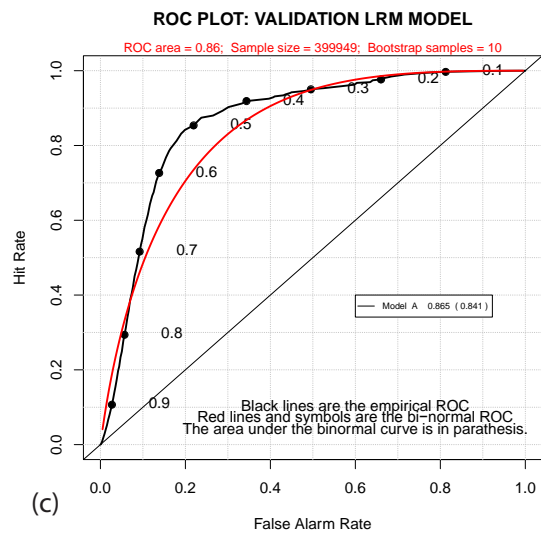 ROC PLOT: VALIDATION LRM MODEL
ROC area = 0.86; Sample size = 399949; Bootstrap samples = 10
Hit Rate
1.0
0.8
0.6
0.4
0.2
0.0
0.1
0.2
0.3
0.4
0.5
0.6
0.7
0.8
0.9
Model A 0.865 ( 0.841 )
Black lines are the empirical ROC
Red lines and symbols are the bi−normal ROC
The area under the binormal curve is in parathesis.
0.0 0.2 0.4 0.6 0.8 1.0
False Alarm Rate
(c)